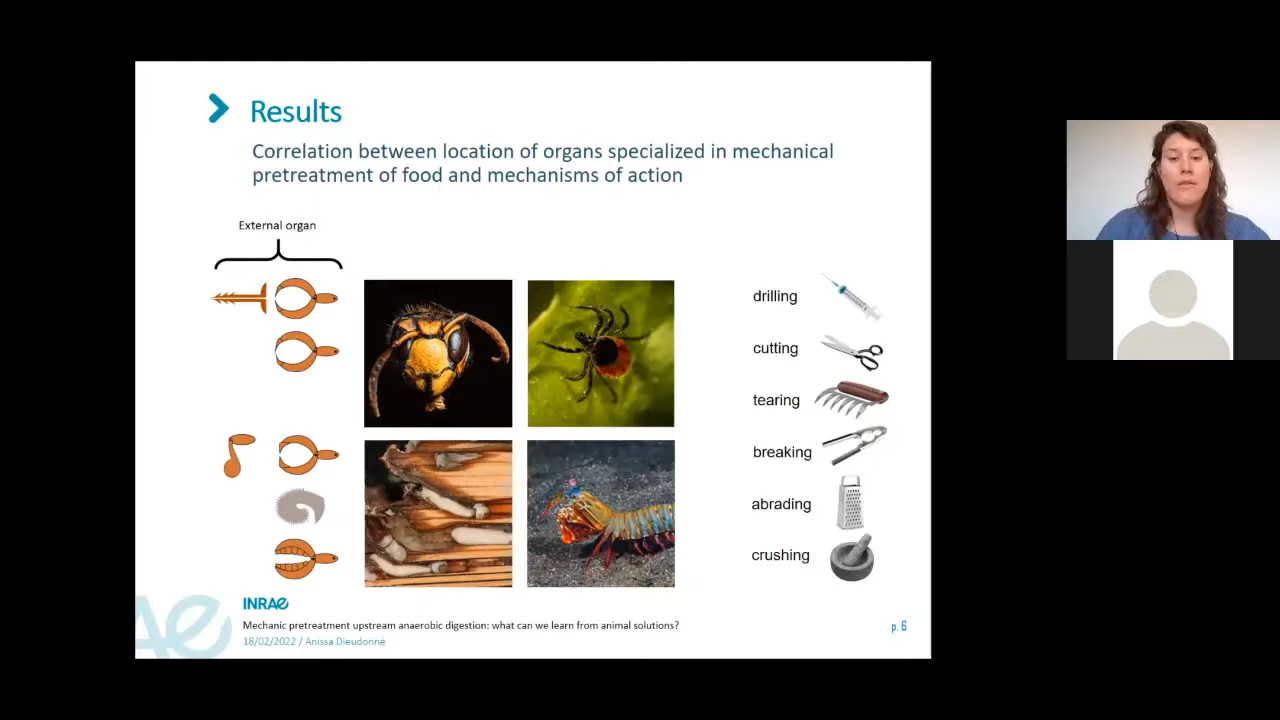 Results
Correlation between location of organs specialized in mechanical
pretreatment of food and mechanisms of action
External organ
drilling
cutting
tearing
breaking
abrading
crushing
INRAE
Mechanic pretreatment upstream anaerobic digestion: what can we learn from animal solutions?
18/02/2022 / Anissa Dieudonné
p. 6